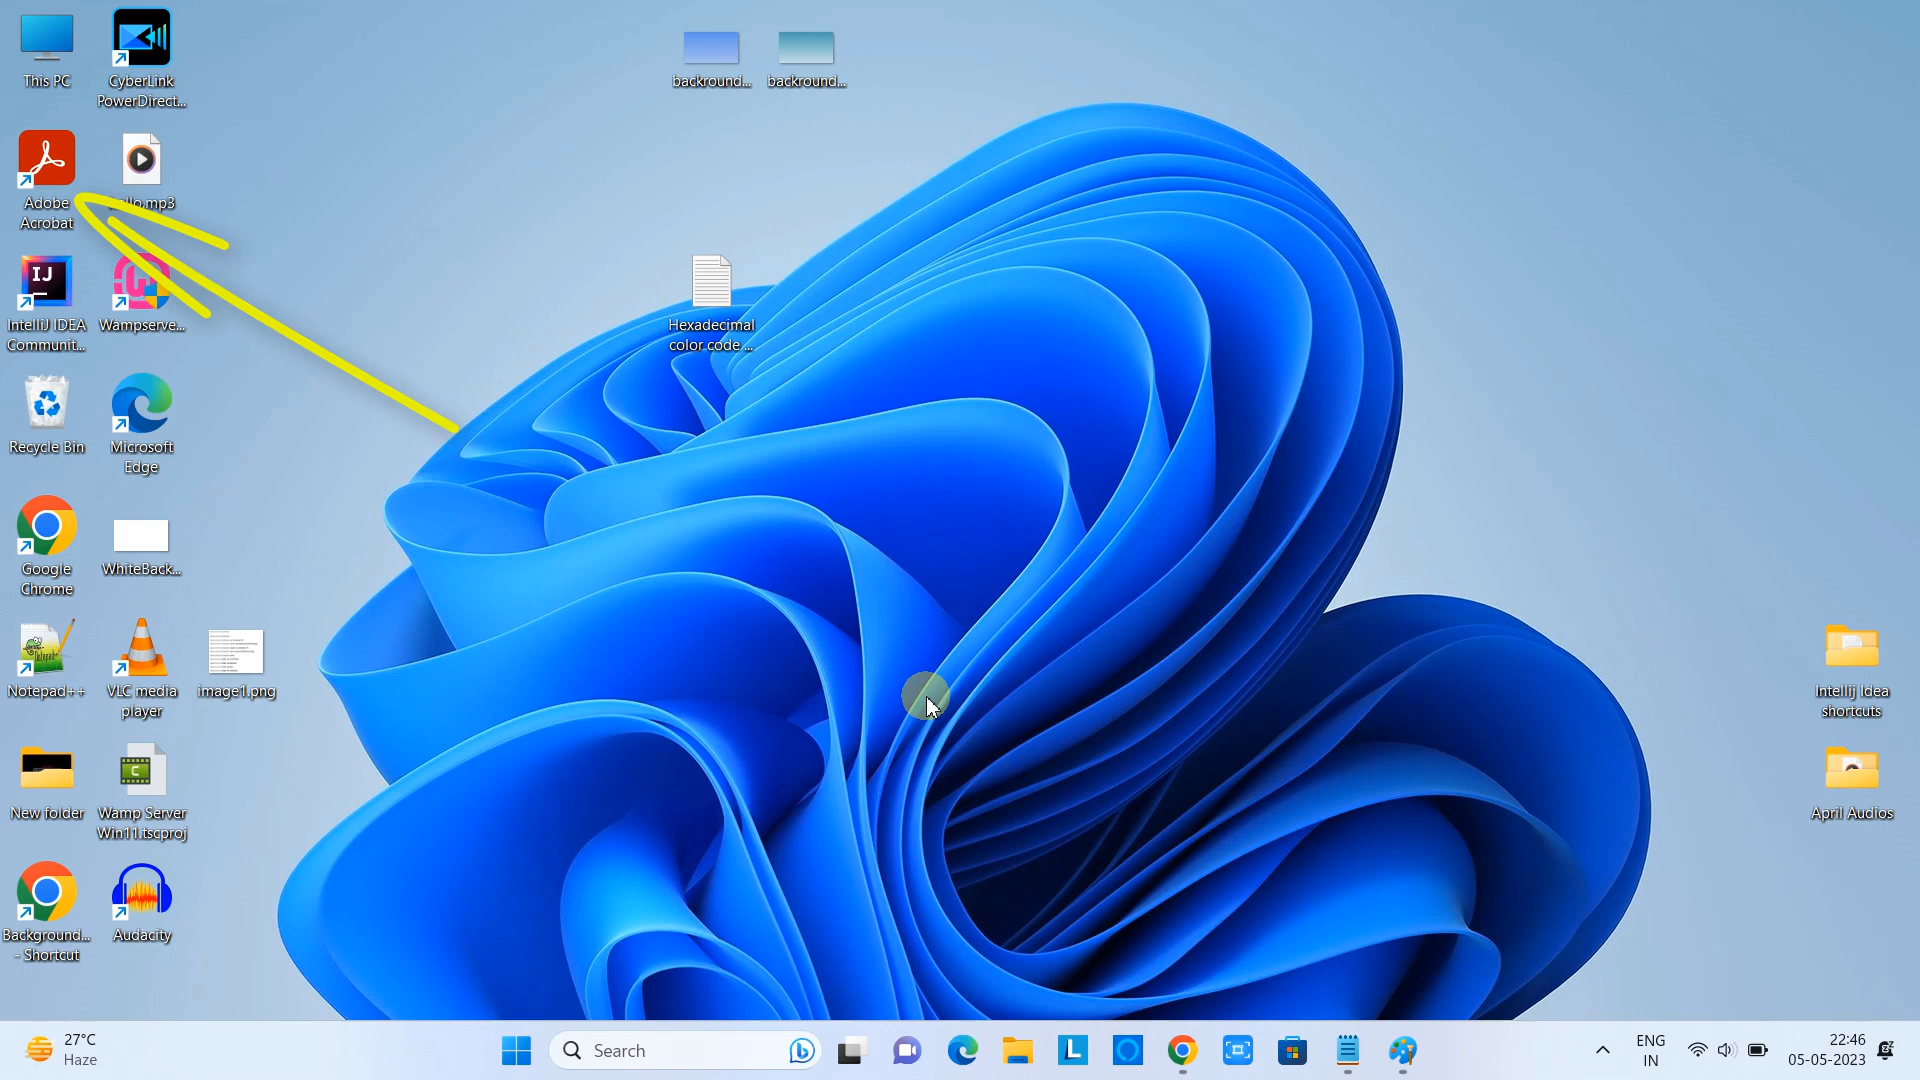 This PC
CyberLink
PowerDirect...
backround...
backround...
Adobe
Acrobat
IJ
IntelliJ IDEA
Communit...
Wampserve...
Hexadecimal
color code ...
Recycle Bin
Microsoft
Edge
Google
Chrome
WhiteBack...
Notepad++
VLC media
player
image1.png
Intellij Idea
shortcuts
New folder
Wamp Server
Win11.tscproj
April Audios
Background...
- Shortcut
Audacity
27°C
Haze
Search
L
ENG
IN
22:46
05-05-2023